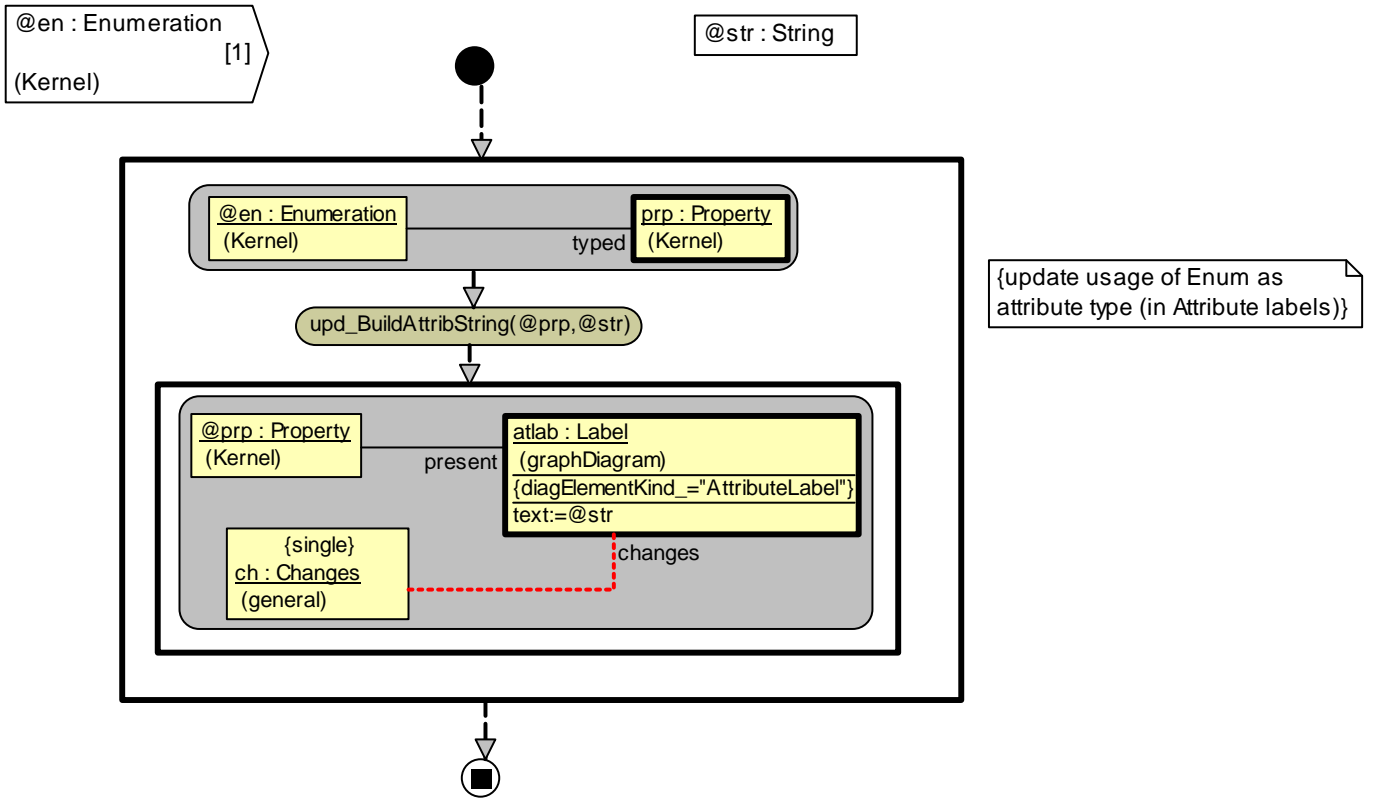 @en : Enumeration
[1]
(Kernel)
@str : String
@en : Enumeration
(Kernel)
typed
prp : Property
(Kernel)
{update usage of Enum as
attribute type (in Attribute labels)}
upd_BuildAttribString(@prp,@str)
@prp : Property
(Kernel)
present
atlab : Label
(graphDiagram)
{diagElementKind_="AttributeLabel"}
text:=@str
changes
{single}
ch : Changes
(general)